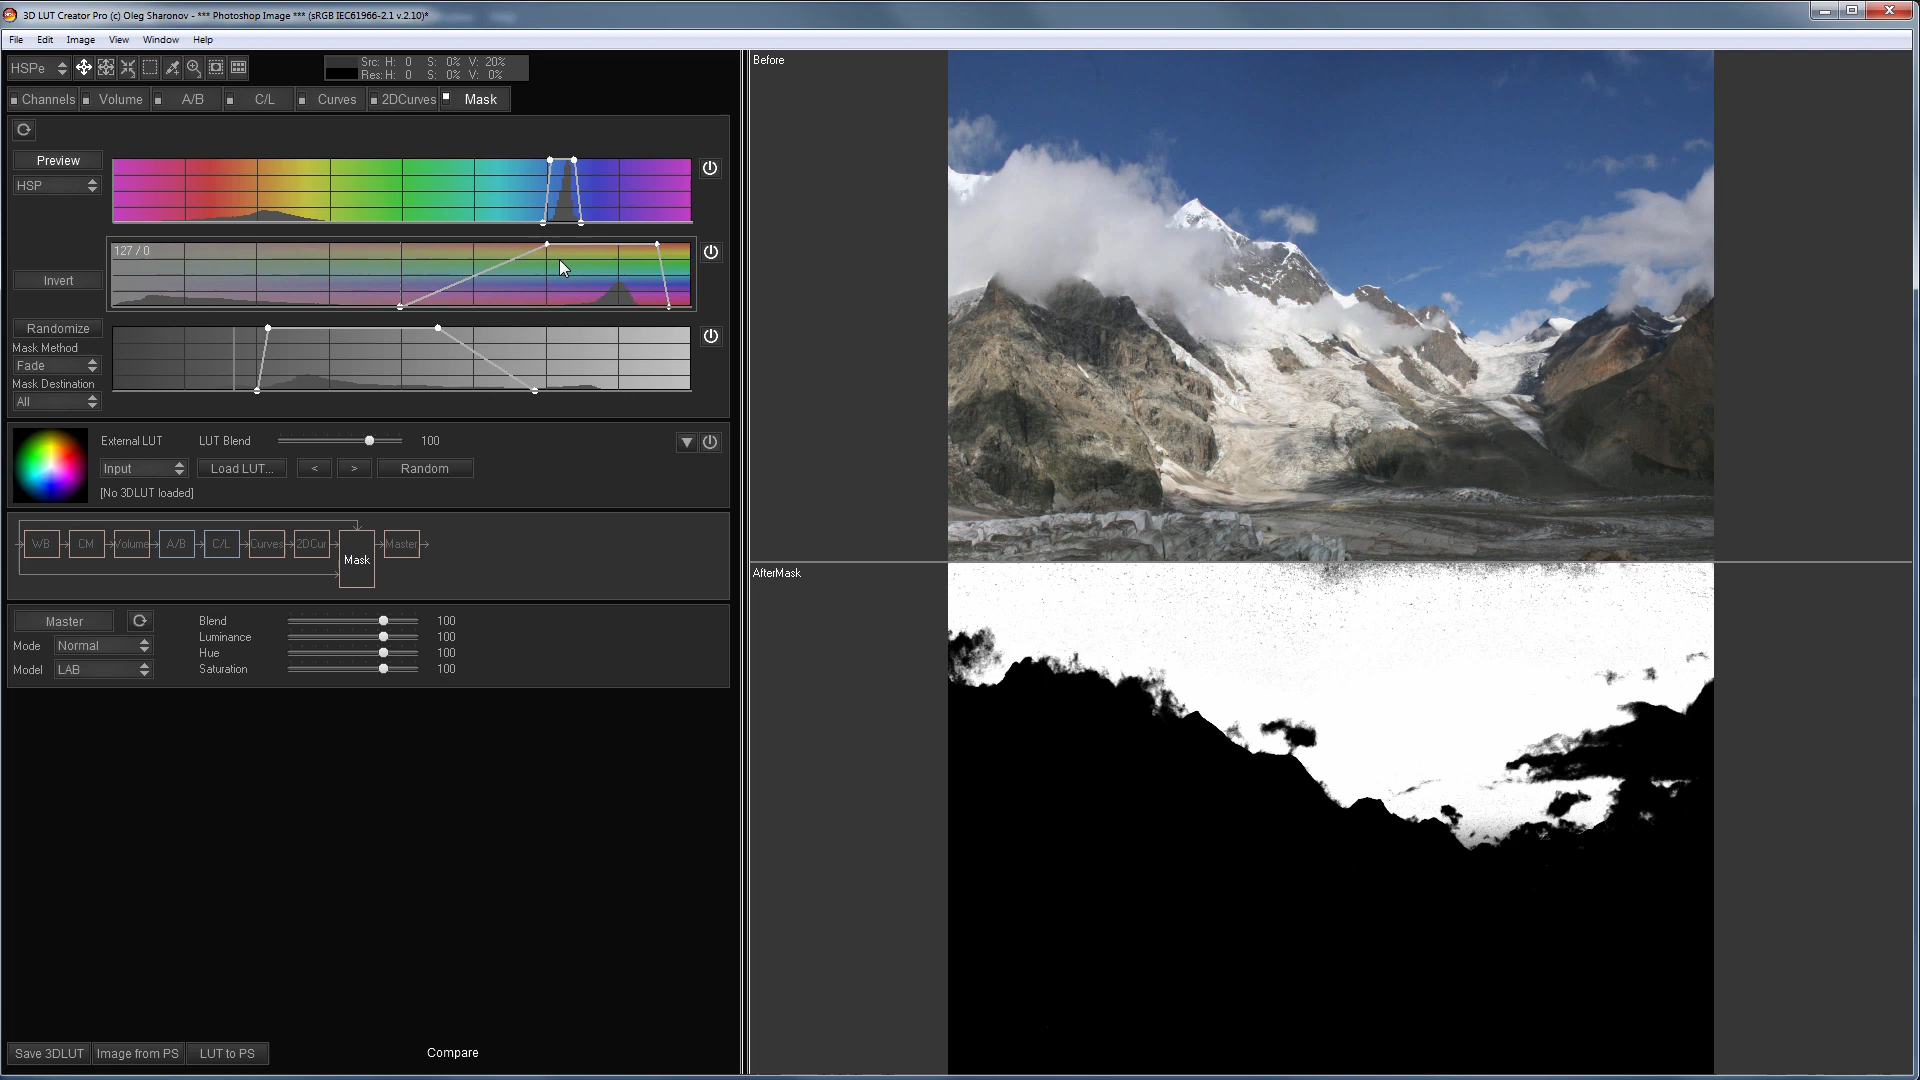 3D LUT Creator Pro (c) Oleg Sharonov - *** Photoshop Image *** (sRGB IEC61966-2.1 v.2.10)*
File Edit Image View Window Help
HSPe
Src: H: 0 S: 0% V: 20%
Res: H: 0 S: 0% V: 0%
Channels Volume A/B C/L Curves 2DCurves Mask
Preview
HSP
127 / 0
Invert
Randomize
Mask Method
Fade
Mask Destination
All
External LUT LUT Blend 100
Input Load LUT... < > Random
[No 3DLUT loaded]
WB CM Volume A/B C/L Curves 2DCur Mask Master
Master
Mode Normal
Model LAB
Blend 100
Luminance 100
Hue 100
Saturation 100
Save 3DLUT Image from PS LUT to PS Compare
Before
AfterMask